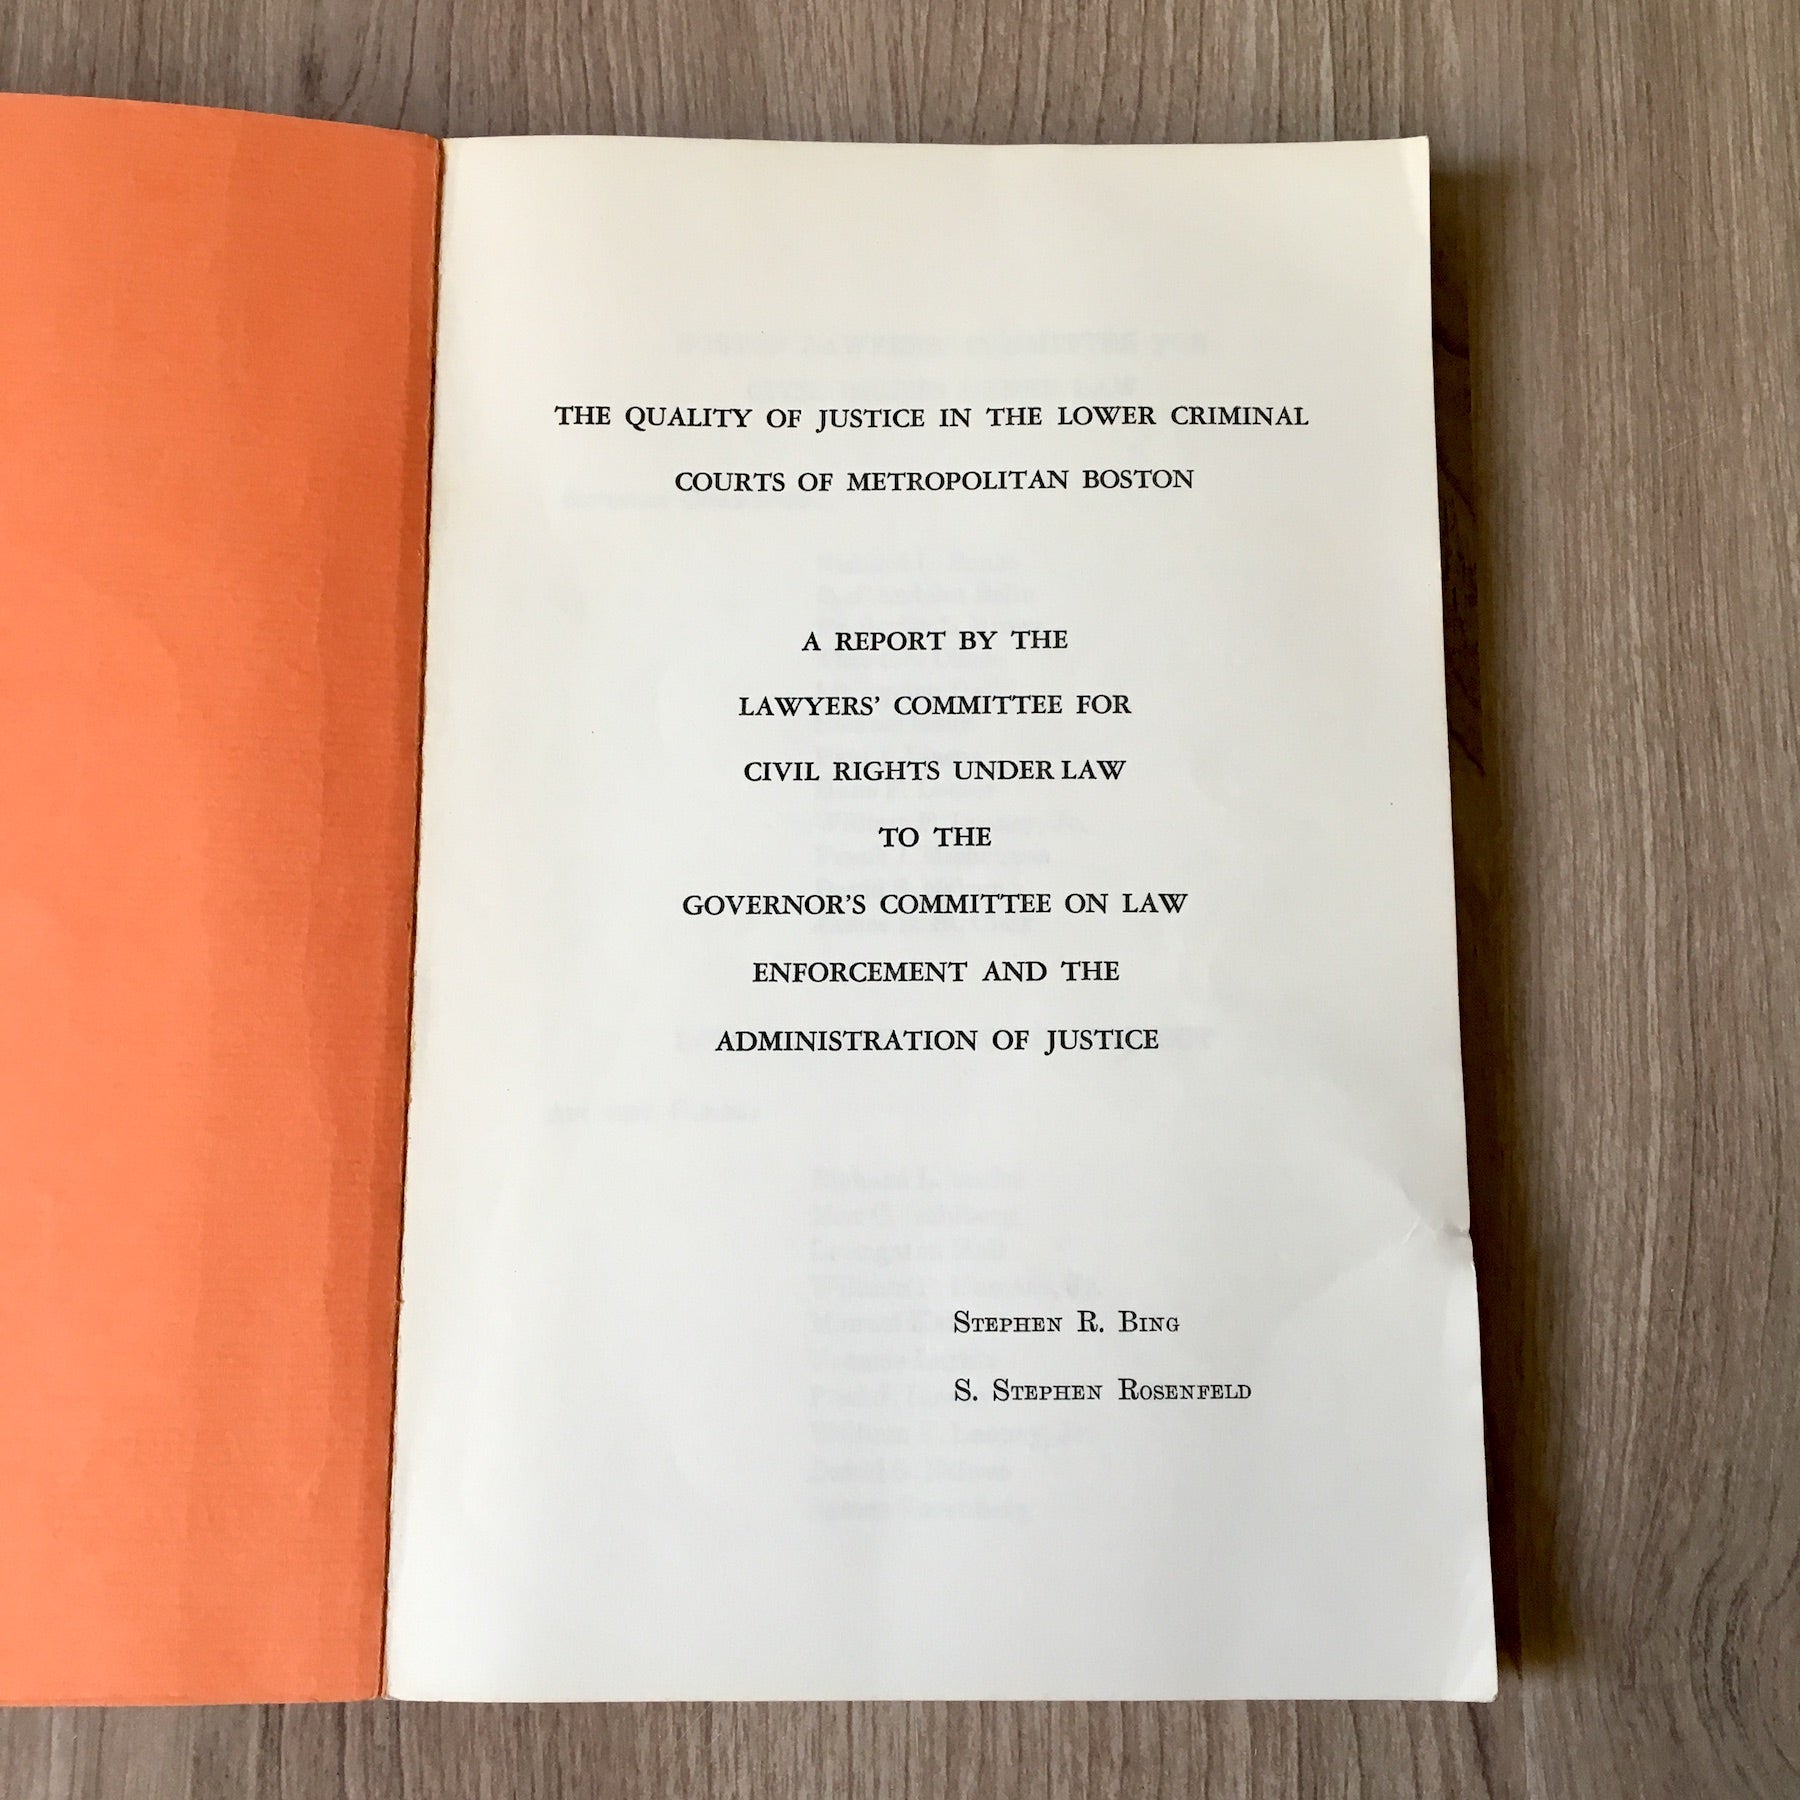 THE QUALITY OF JUSTICE IN THE LOWER CRIMINAL
COURTS OF METROPOLITAN BOSTON
A REPORT BY THE
LAWYERS' COMMITTEE FOR
CIVIL RIGHTS UNDER LAW
TO THE
GOVERNOR'S COMMITTEE ON LAW
ENFORCEMENT AND THE
ADMINISTRATION OF JUSTICE
STEPHEN R. BING
S. STEPHEN ROSENFELD